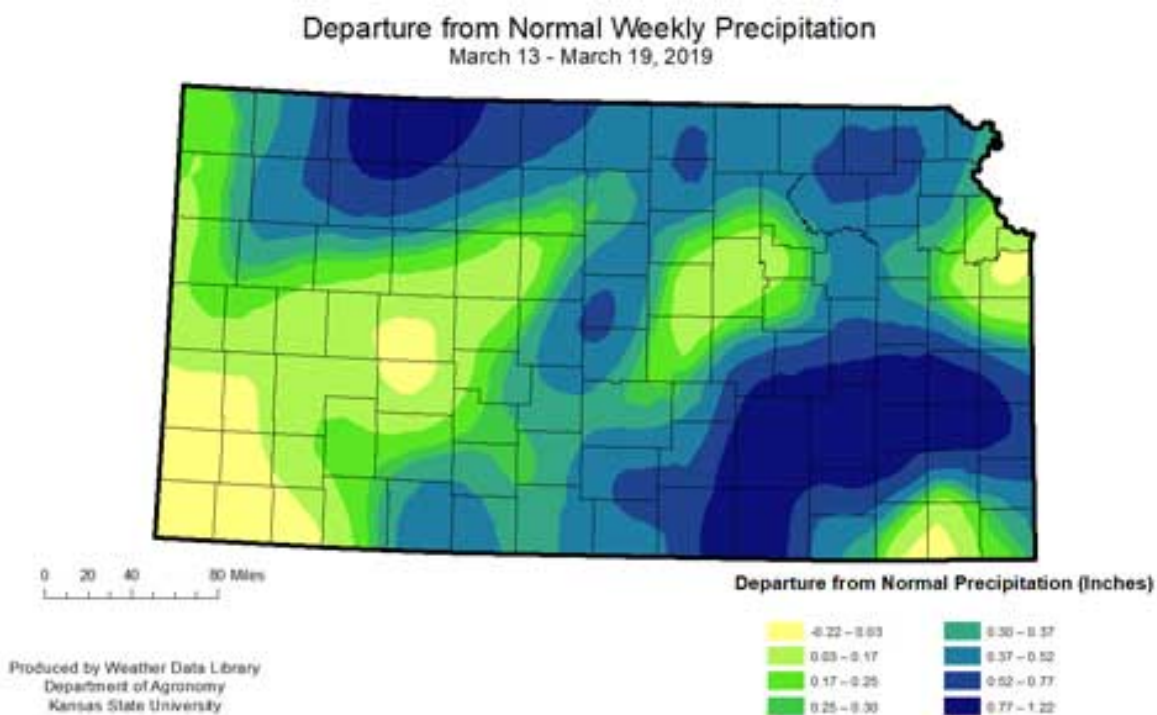 Departure from Normal Weekly Precipitation
March 13 - March 19, 2019
0 20 40 80 Miles
Departure from Normal Precipitation (Inches)
-0.22 – 0.03 0.30 – 0.37
0.03 – 0.17 0.37 – 0.52
0.17 – 0.25 0.52 – 0.77
0.25 – 0.30 0.77 – 1.22
Produced by Weather Data Library
Department of Agronomy
Kansas State University